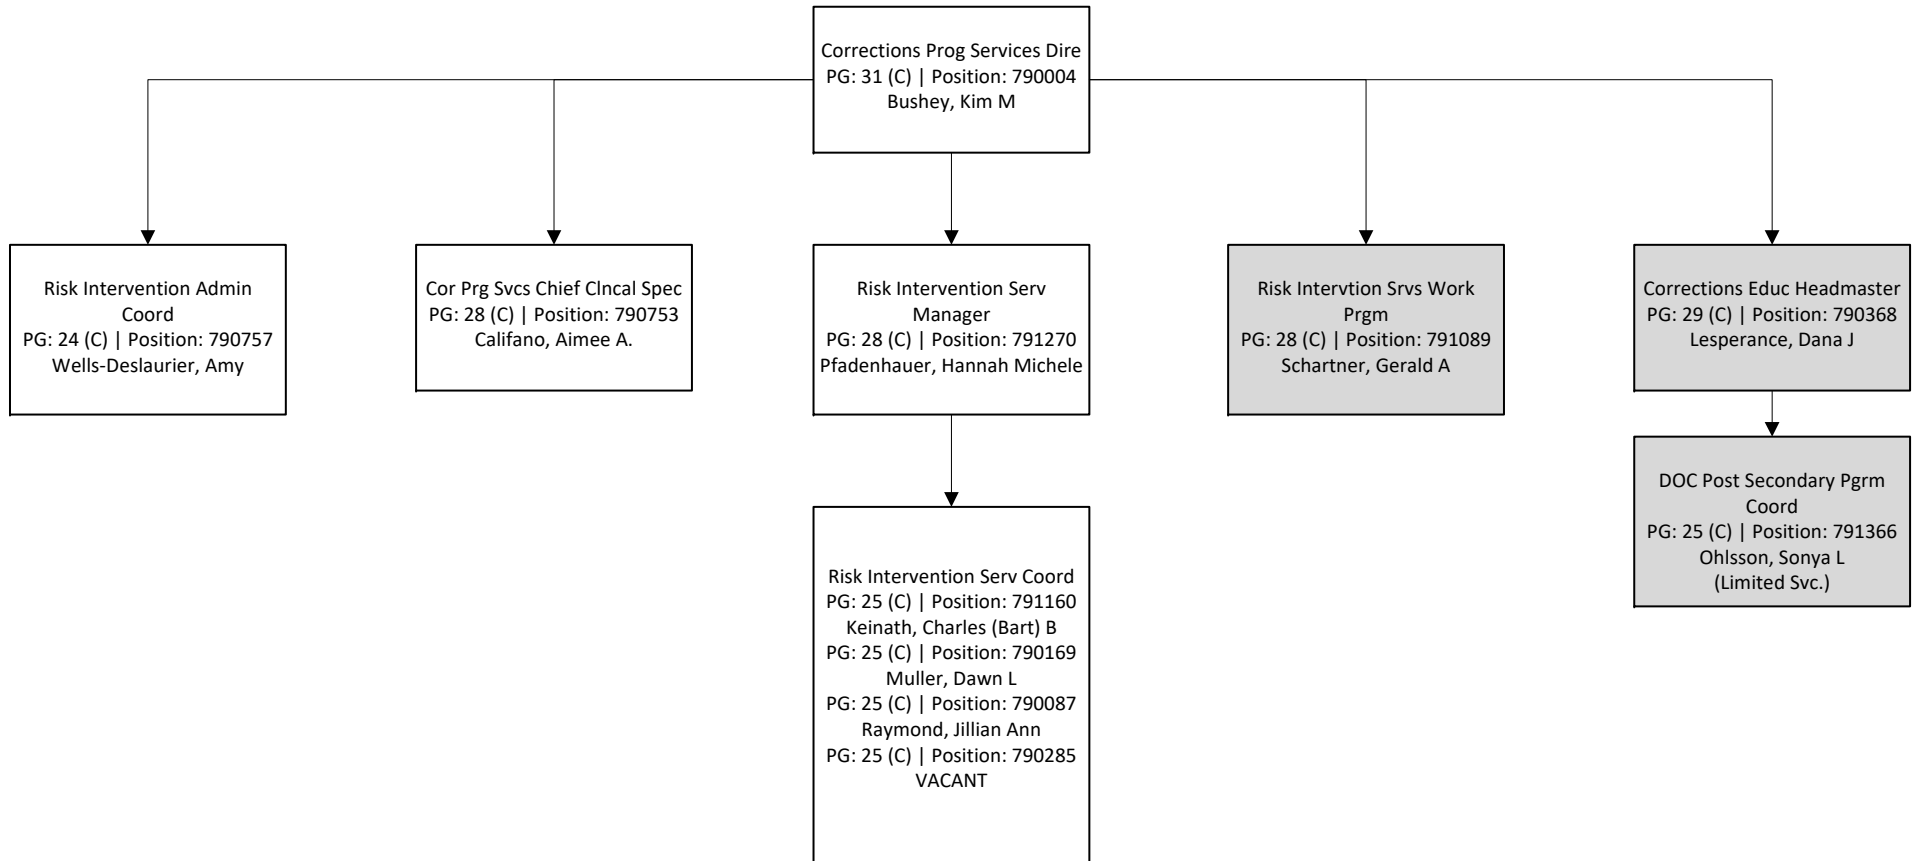 Corrections Prog Services Dire
PG: 31 (C) | Position: 790004
Bushey, Kim M
Risk Intervention Admin
Coord
PG: 24 (C) | Position: 790757
Wells-Deslaurier, Amy
Cor Prg Svcs Chief Clncal Spec
PG: 28 (C) | Position: 790753
Califano, Aimee A.
Risk Intervention Serv
Manager
PG: 28 (C) | Position: 791270
Pfadenhauer, Hannah Michele
Risk Intervtion Srvs Work
Prgm
PG: 28 (C) | Position: 791089
Schartner, Gerald A
Corrections Educ Headmaster
PG: 29 (C) | Position: 790368
Lesperance, Dana J
DOC Post Secondary Pgrm
Coord
PG: 25 (C) | Position: 791366
Ohlsson, Sonya L
(Limited Svc.)
Risk Intervention Serv Coord
PG: 25 (C) | Position: 791160
Keinath, Charles (Bart) B
PG: 25 (C) | Position: 790169
Muller, Dawn L
PG: 25 (C) | Position: 790087
Raymond, Jillian Ann
PG: 25 (C) | Position: 790285
VACANT